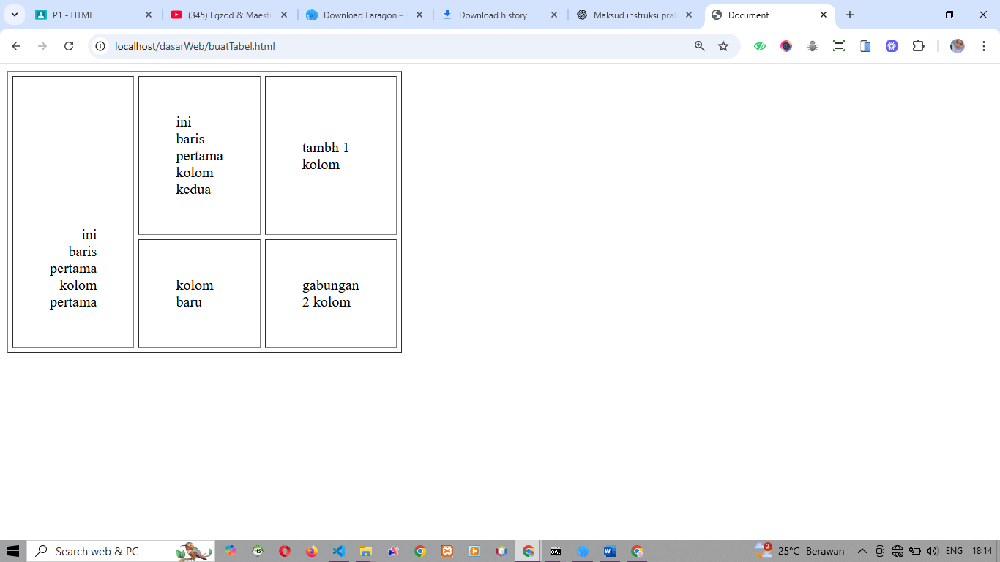 P1 - HTML
(345) Egzod & Maest
Download Laragon –
Download history
Maksud instruksi pra
Document
localhost/dasarWeb/buatTabel.html
ini
baris
pertama
kolom
pertama
ini
baris
pertama
kolom
kedua
tambh 1
kolom
kolom
baru
gabungan
2 kolom
Search web & PC
HS
C:\.
W
2
25°C Berawan
ENG
18:14